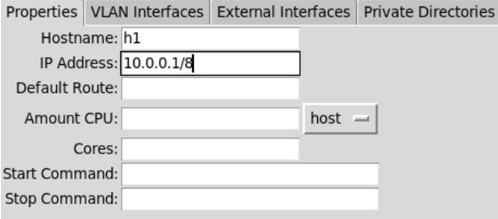 Properties VLAN Interfaces External Interfaces Private Directories
Hostname: h1
IP Address: 10.0.0.1/8
Default Route:
Amount CPU: host
Cores:
Start Command:
Stop Command: